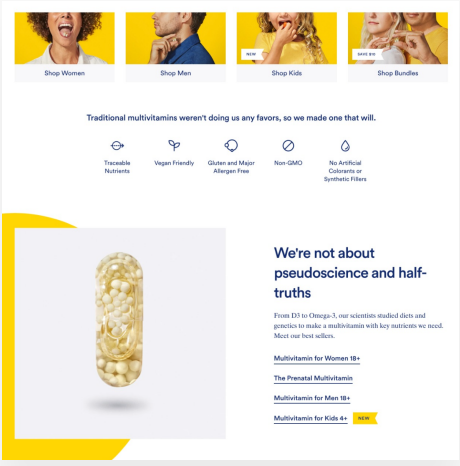 NEW
SAVE $10
Shop Women
Shop Men
Shop Kids
Shop Bundles
Traditional multivitamins weren't doing us any favors, so we made one that will.
Traceable
Nutrients
Vegan Friendly
Gluten and Major
Allergen Free
Non-GMO
No Artificial
Colorants or
Synthetic Fillers
We're not about
pseudoscience and half-
truths
From D3 to Omega-3, our scientists studied diets and
genetics to make a multivitamin with key nutrients we need.
Meet our best sellers.
Multivitamin for Women 18+
The Prenatal Multivitamin
Multivitamin for Men 18+
Multivitamin for Kids 4+ NEW